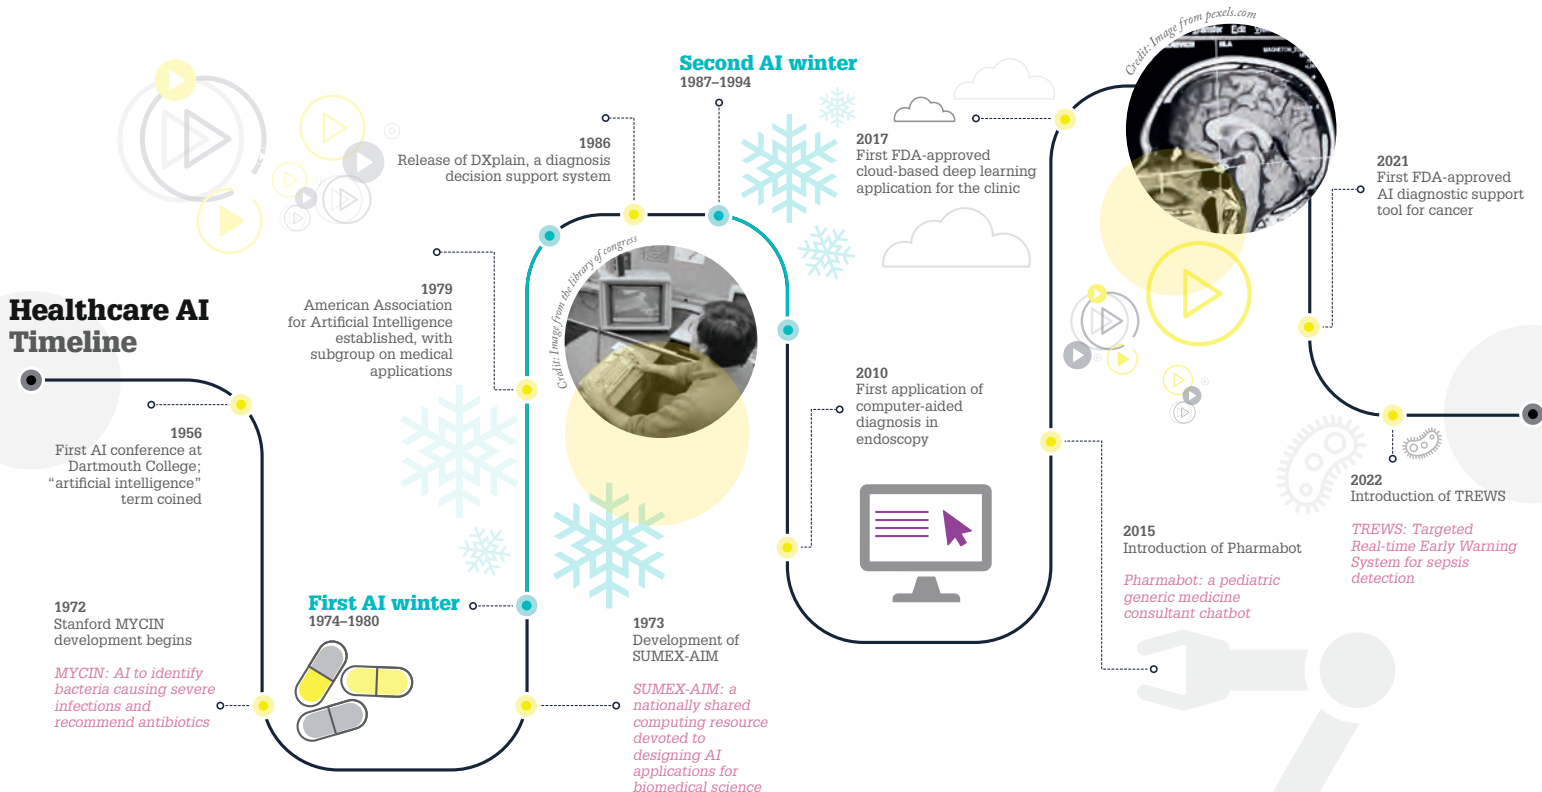 Healthcare AI
Timeline
1956
First AI conference at
Dartmouth College;
“artificial intelligence”
term coined
1972
Stanford MYCIN
development begins
MYCIN: AI to identify
bacteria causing severe
infections and
recommend antibiotics
1973
Development of
SUMEX-AIM
SUMEX-AIM: a
nationally shared
computing resource
devoted to
designing AI
applications for
biomedical science
First AI winter
1974–1980
1979
American Association
for Artificial Intelligence
established, with
subgroup on medical
applications
1986
Release of DXplain, a diagnosis
decision support system
Credit: Image from the library of congress
Second AI winter
1987–1994
2010
First application of
computer-aided
diagnosis in
endoscopy
2015
Introduction of Pharmabot
Pharmabot: a pediatric
generic medicine
consultant chatbot
2017
First FDA-approved
cloud-based deep learning
application for the clinic
Credit: Image from pexels.com
Edit
2021
First FDA-approved
AI diagnostic support
tool for cancer
2022
Introduction of TREWS
TREWS: Targeted
Real-time Early Warning
System for sepsis
detection